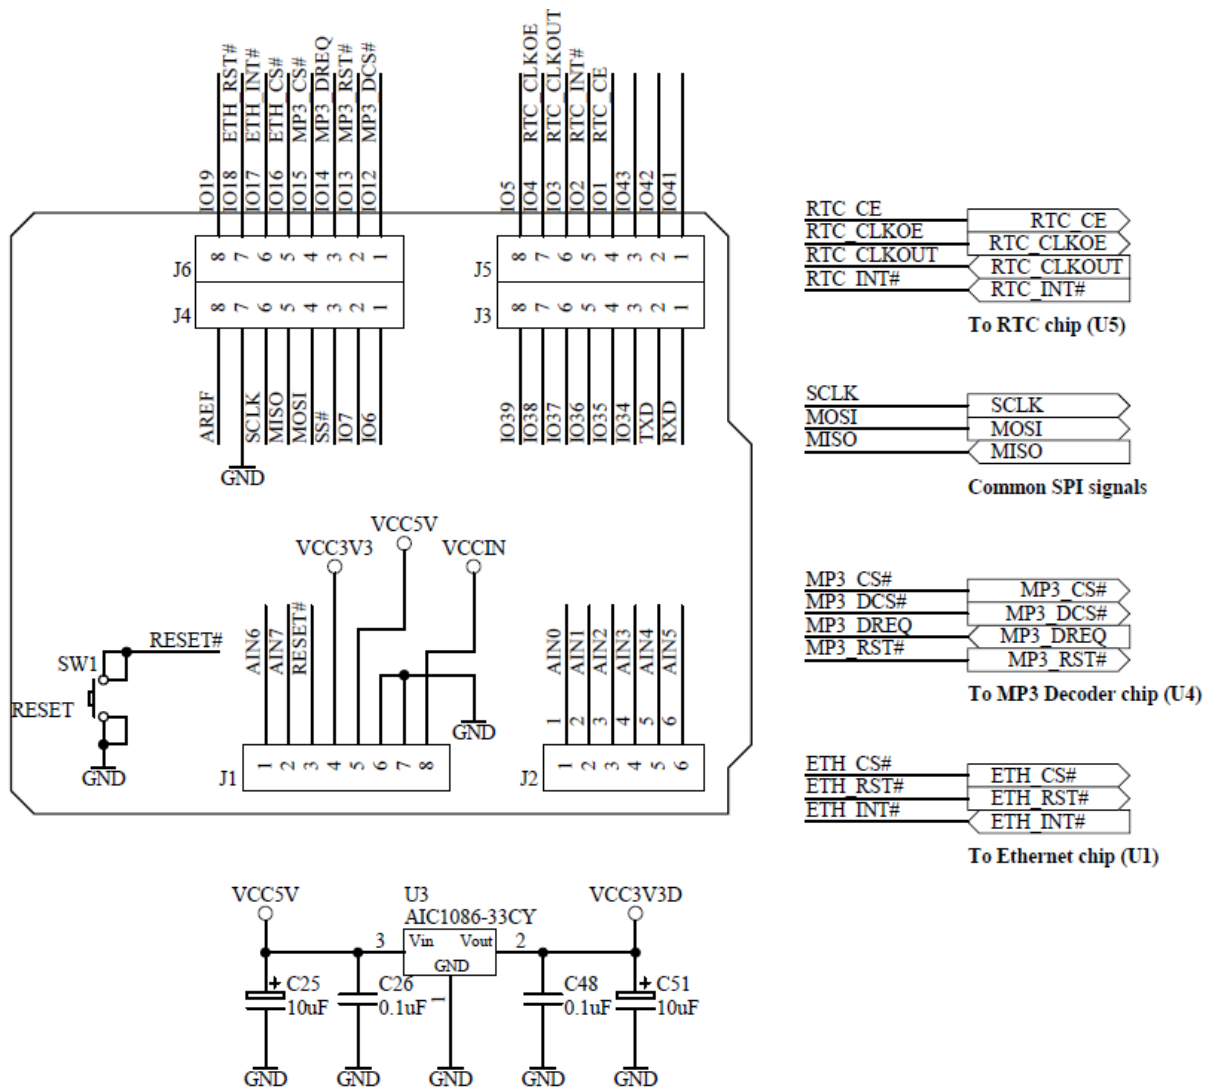 ETH_RST#
ETH_INT#
ETH_CS#
MP3_CS#
MP3_DREQ
MP3_RST#
MP3_DCS#
RTC_CLKOE
RTC_CLKOUT
RTC_INT#
RTC_CE
IO19
IO18
IO17
IO16
IO15
IO14
IO13
IO12
IO5
IO4
IO3
IO2
IO1
IO43
IO42
IO41
J6
8 7 6 5 4 3 2 1
J5
8 7 6 5 4 3 2 1
J4
8 7 6 5 4 3 2 1
J3
8 7 6 5 4 3 2 1
AREF
SCLK
MISO
MOSI
SS#
IO7
IO6
GND
IO39
IO38
IO37
IO36
IO35
IO34
TXD
RXD
VCC5V
VCC3V3
VCCIN
RESET#
SW1
RESET
GND
AIN6
AIN7
RESET#
GND
J1
1 2 3 4 5 6 7 8
AIN0
AIN1
AIN2
AIN3
AIN4
AIN5
1 2 3 4 5 6
J2
1 2 3 4 5 6
RTC_CE
RTC_CE
RTC_CLKOE
RTC_CLKOE
RTC_CLKOUT
RTC_CLKOUT
RTC_INT#
RTC_INT#
To RTC chip (U5)
SCLK
SCLK
MOSI
MOSI
MISO
MISO
Common SPI signals
MP3_CS#
MP3_CS#
MP3_DCS#
MP3_DCS#
MP3_DREQ
MP3_DREQ
MP3_RST#
MP3_RST#
To MP3 Decoder chip (U4)
ETH_CS#
ETH_CS#
ETH_RST#
ETH_RST#
ETH_INT#
ETH_INT#
To Ethernet chip (U1)
VCC5V
U3
AIC1086-33CY
VCC3V3D
3
Vin
Vout
2
GND
1
+
C25
10uF
C26
0.1uF
C48
0.1uF
+
C51
10uF
GND
GND
GND
GND
GND